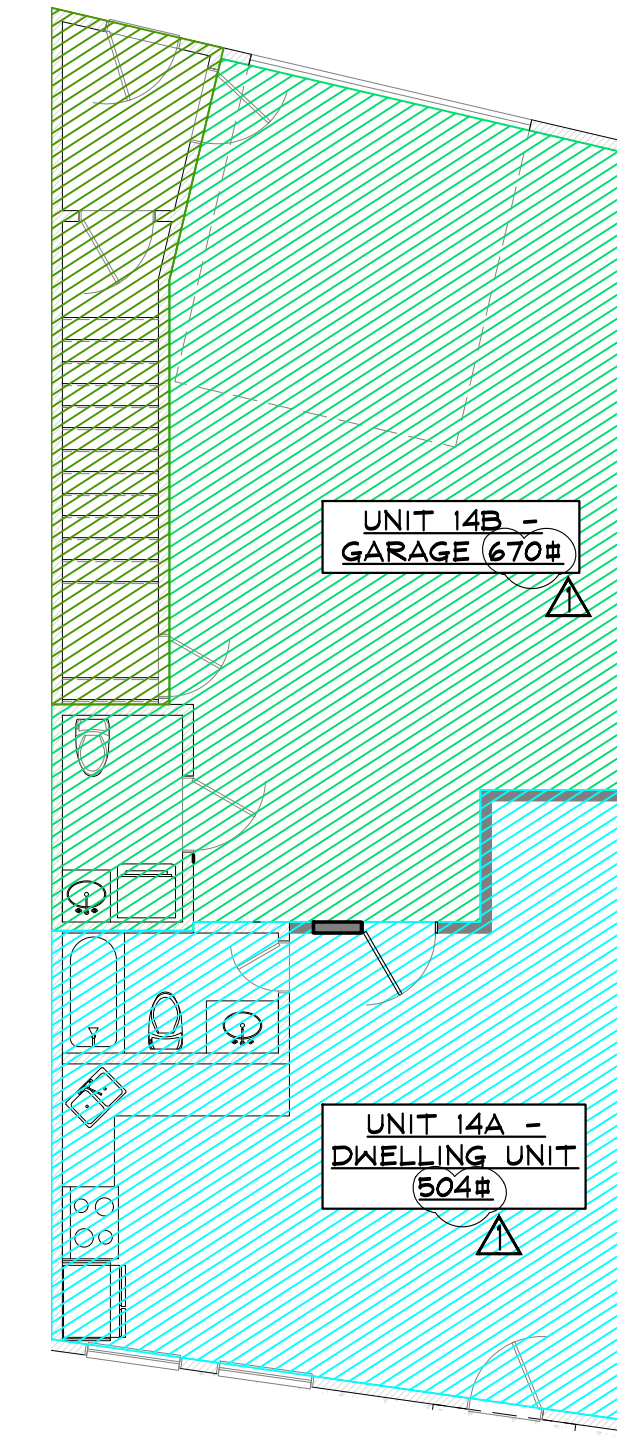 UNIT 14B -
GARAGE 670⌗
1
UNIT 14A -
DWELLING UNIT
504⌗
1